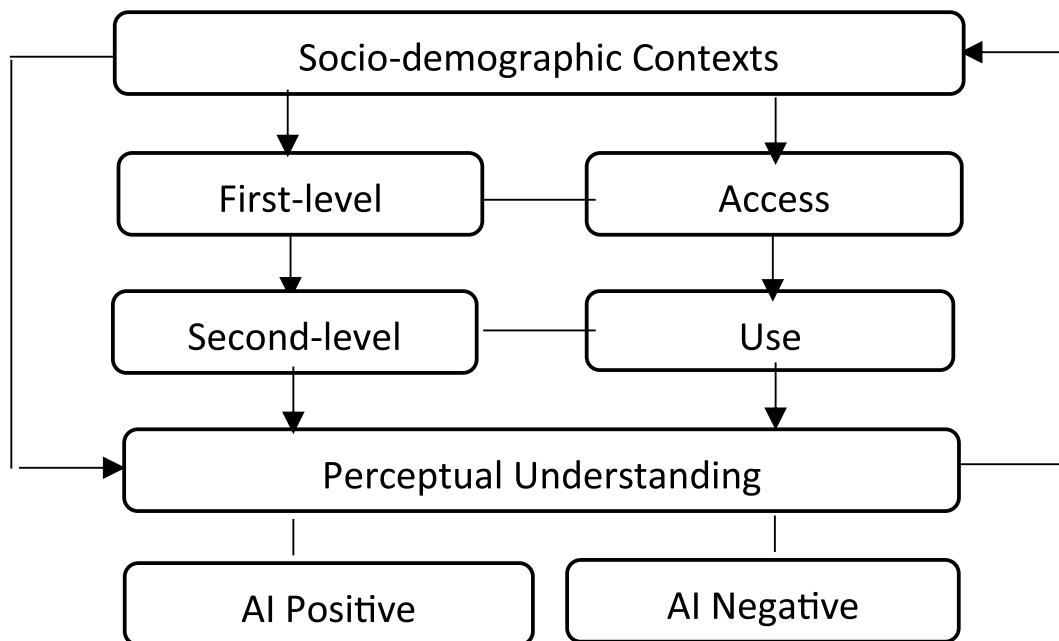 Socio-demographic Contexts
First-level
Access
Second-level
Use
Perceptual Understanding
AI Positive
AI Negative